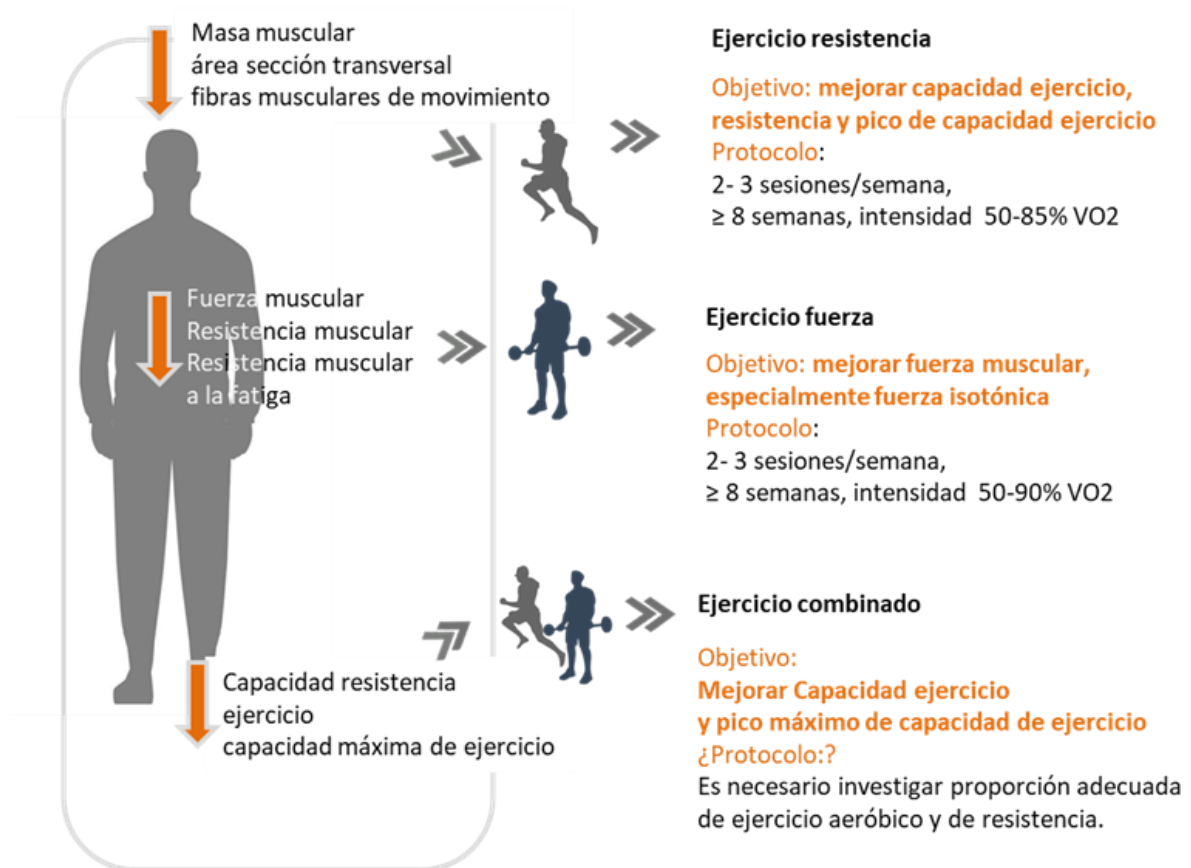 Masa muscular
área sección transversal
fibras musculares de movimiento
Ejercicio resistencia
Objetivo: mejorar capacidad ejercicio,
resistencia y pico de capacidad ejercicio
Protocolo:
2- 3 sesiones/semana,
≥ 8 semanas, intensidad 50-85% VO2
Fuerza muscular
Resistencia muscular
Resistencia muscular
a la fatiga
Ejercicio fuerza
Objetivo: mejorar fuerza muscular,
especialmente fuerza isotónica
Protocolo:
2- 3 sesiones/semana,
≥ 8 semanas, intensidad 50-90% VO2
Capacidad resistencia
ejercicio
capacidad máxima de ejercicio
Ejercicio combinado
Objetivo:
Mejorar Capacidad ejercicio
y pico máximo de capacidad de ejercicio
¿Protocolo:?
Es necesario investigar proporción adecuada
de ejercicio aeróbico y de resistencia.